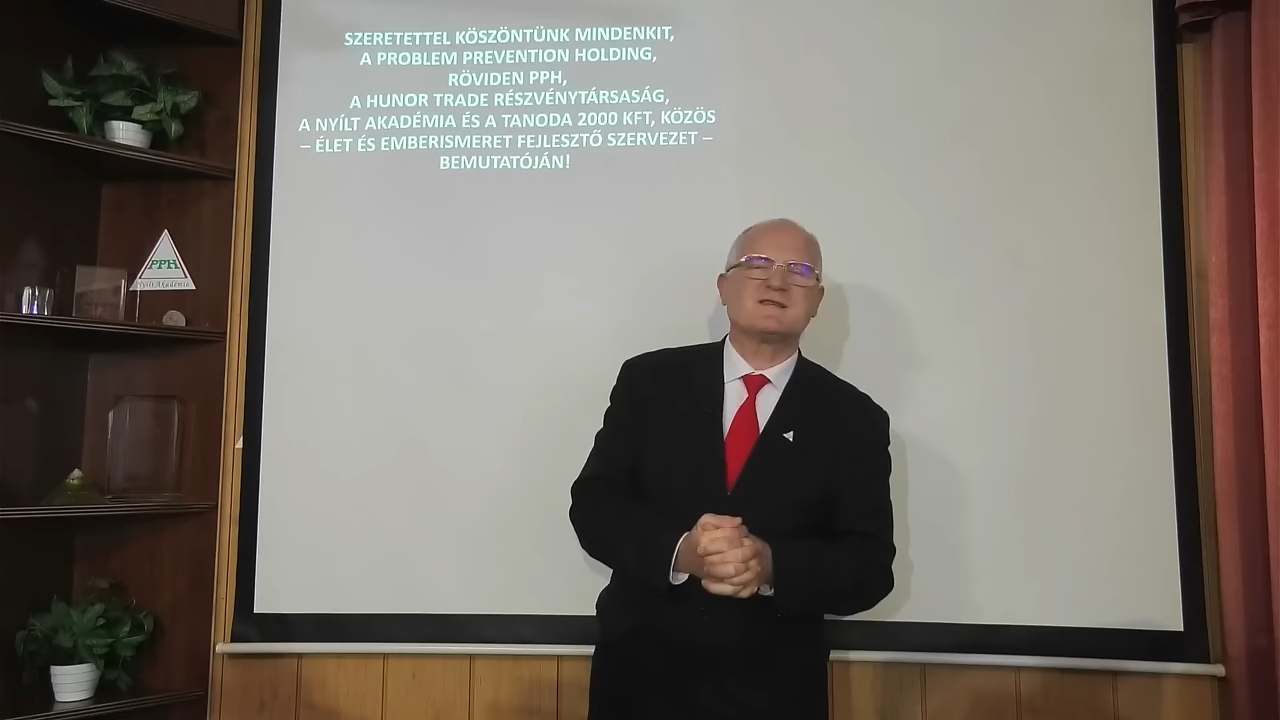 SZERETETTEL KÖSZÖNTÜNK MINDENKIT,
A PROBLEM PREVENTION HOLDING,
RÖVIDEN PPH,
A HUNOR TRADE RÉSZVÉNYTÁRSASÁG,
A NYÍLT AKADÉMIA ÉS A TANODA 2000 KFT, KÖZÖS
– ÉLET ÉS EMBERISMERET FEJLESZTŐ SZERVEZET –
BEMUTATÓJÁN!
PPH
Nyílt Akadémia